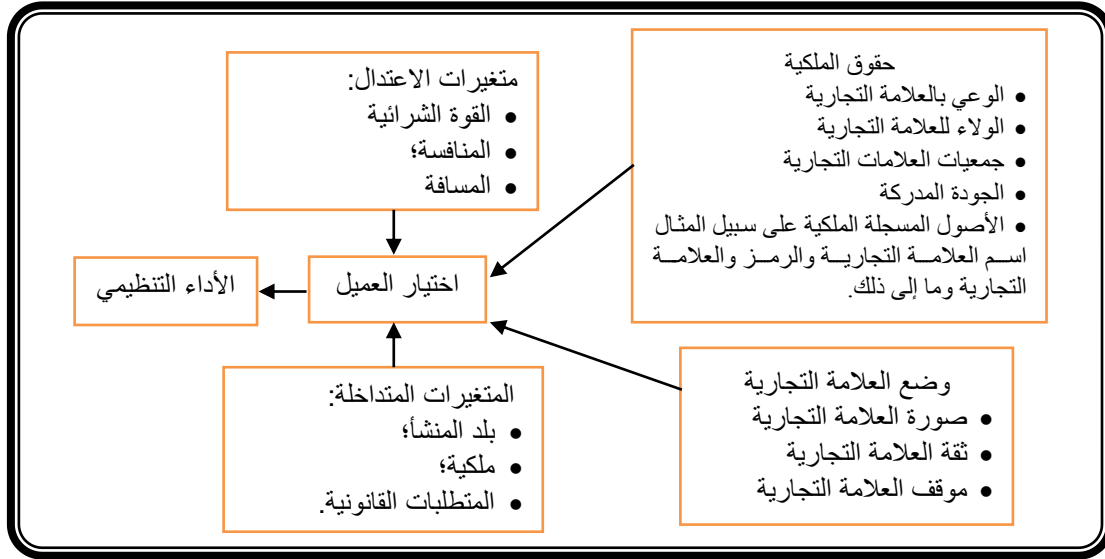 حقوق الملكية
• الوعي بالعلامة التجارية
• الولاء للعلامة التجارية
• جمعيات العلامات التجارية
• الجودة المدركة
• الأصول المسجلة الملكية على سبيل المثال
اسم العلامة التجارية والرمز والعلامة
التجارية وما إلى ذلك.
متغيرات الاعتدال:
• القوة الشرائية
• المنافسة؛
• المسافة
اختيار العميل
الأداء التنظيمي
وضع العلامة التجارية
• صورة العلامة التجارية
• ثقة العلامة التجارية
• موقف العلامة التجارية
المتغيرات المتداخلة:
• بلد المنشأ؛
• ملكية؛
• المتطلبات القانونية.